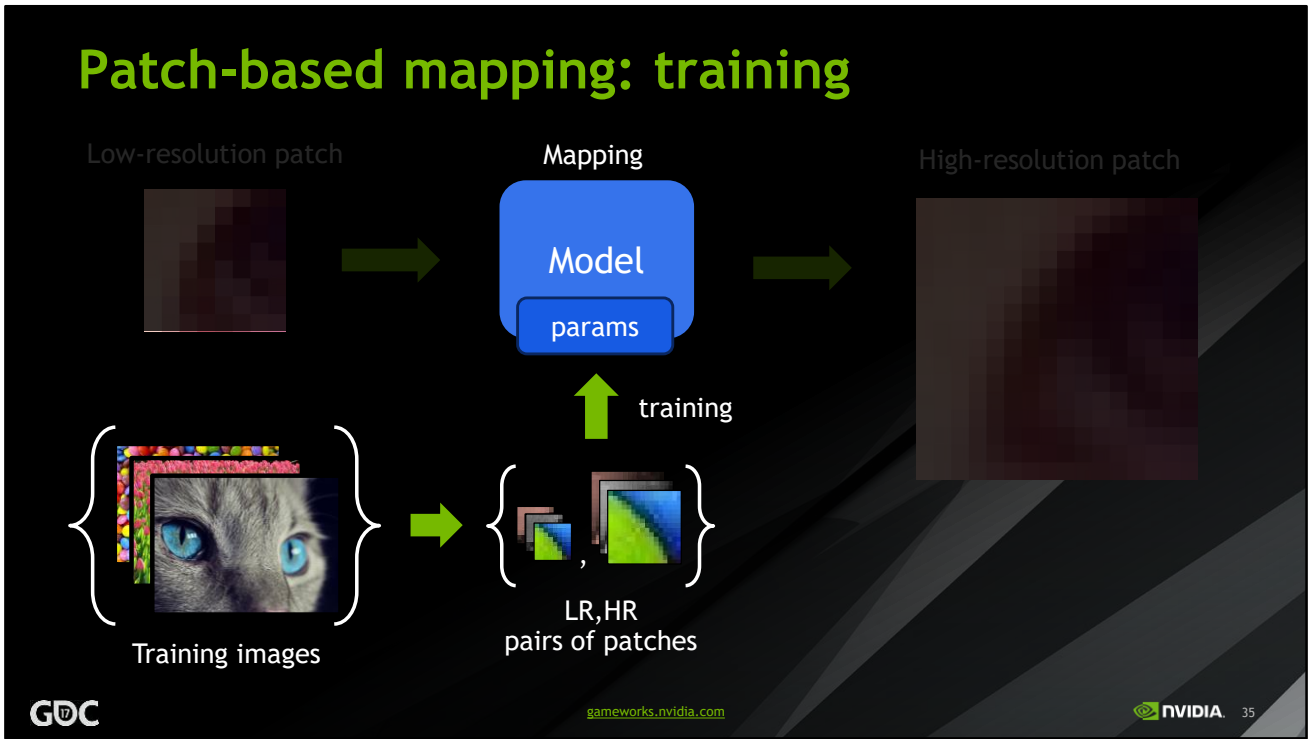 Patch-based mapping: training
Low-resolution patch
Mapping
High-resolution patch
Model
params
training
,
LR,HR
pairs of patches
Training images
GDC 17
gameworks.nvidia.com
NVIDIA.
35